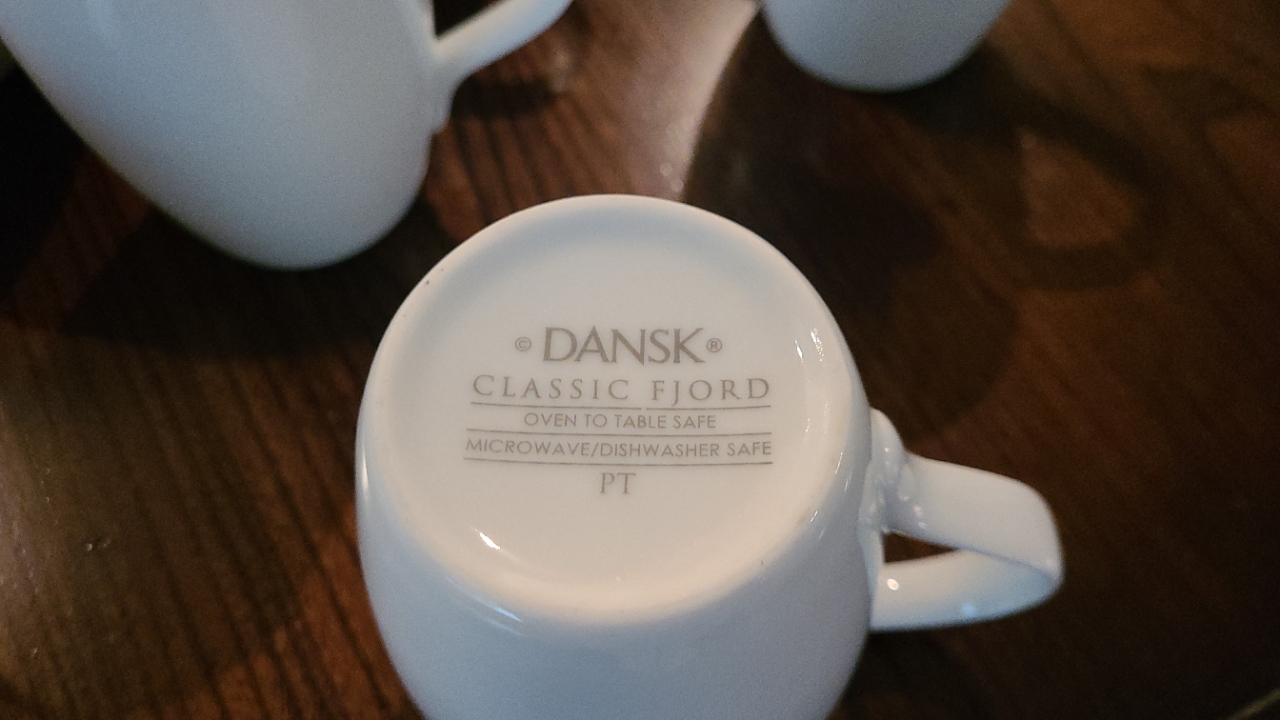 © DANSK ®
CLASSIC FJORD
OVEN TO TABLE SAFE
MICROWAVE/DISHWASHER SAFE
PT